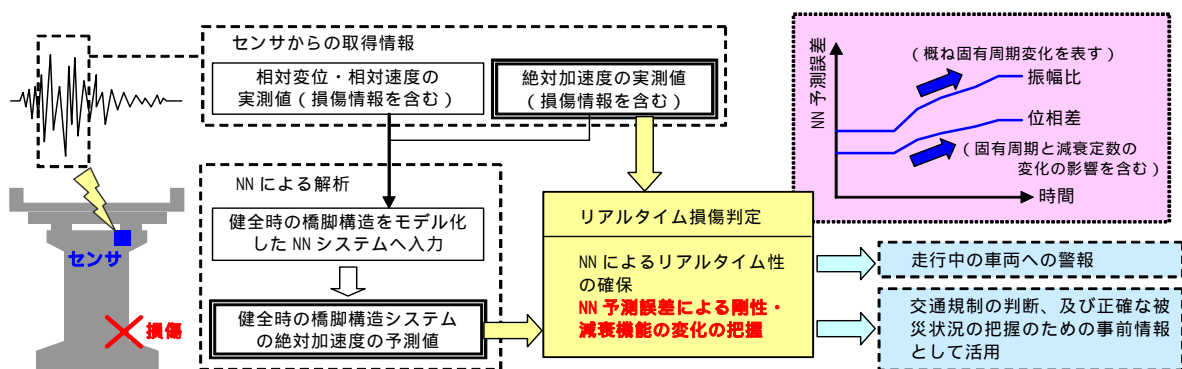 センサからの取得情報
相対変位・相対速度の
実測値（損傷情報を含む）
絶対加速度の実測値
（損傷情報を含む）
NN 予測誤差
（概ね固有周期変化を表す）
振幅比
位相差
（固有周期と減衰定数の
変化の影響を含む）
時間
センサ
損傷
NN による解析
健全時の橋脚構造をモデル化
した NN システムへ入力
健全時の橋脚構造システム
の絶対加速度の予測値
リアルタイム損傷判定
NN によるリアルタイム性
の確保
NN 予測誤差による剛性・
減衰機能の変化の把握
走行中の車両への警報
交通規制の判断、及び正確な被
災状況の把握のための事前情報
として活用